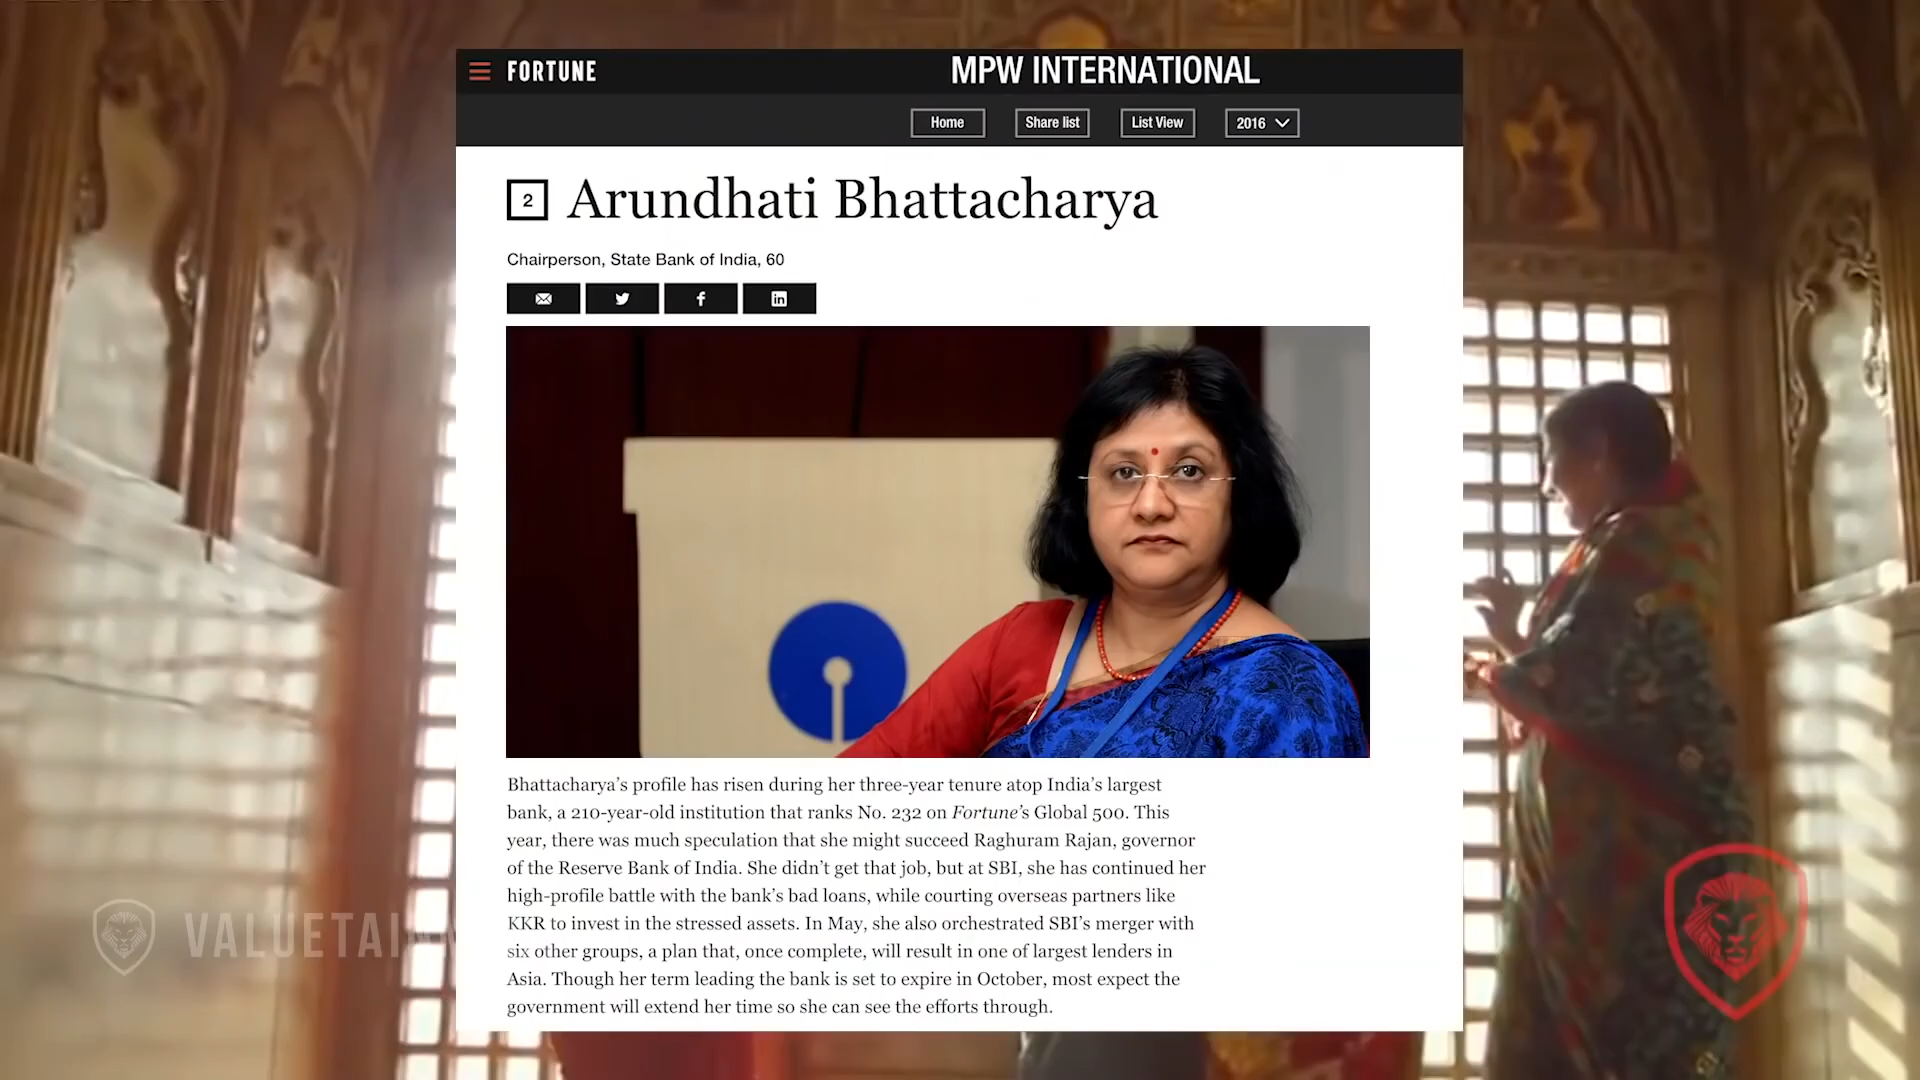 FORTUNE
MPW INTERNATIONAL
Home
Share list
List View
2016
2
Arundhati Bhattacharya
Chairperson, State Bank of India, 60
Bhattacharya’s profile has risen during her three-year tenure atop India’s largest
bank, a 210-year-old institution that ranks No. 232 on Fortune’s Global 500. This
year, there was much speculation that she might succeed Raghuram Rajan, governor
of the Reserve Bank of India. She didn’t get that job, but at SBI, she has continued her
high-profile battle with the bank’s bad loans, while courting overseas partners like
KKR to invest in the stressed assets. In May, she also orchestrated SBI’s merger with
six other groups, a plan that, once complete, will result in one of largest lenders in
Asia. Though her term leading the bank is set to expire in October, most expect the
government will extend her time so she can see the efforts through.
VALUETAI